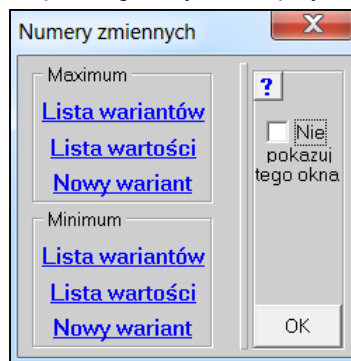 Numery zmiennych
X
Maximum
Lista wariantów
Lista wartości
Nowy wariant
Minimum
Lista wariantów
Lista wartości
Nowy wariant
?
Nie
pokazuj
tego okna
OK